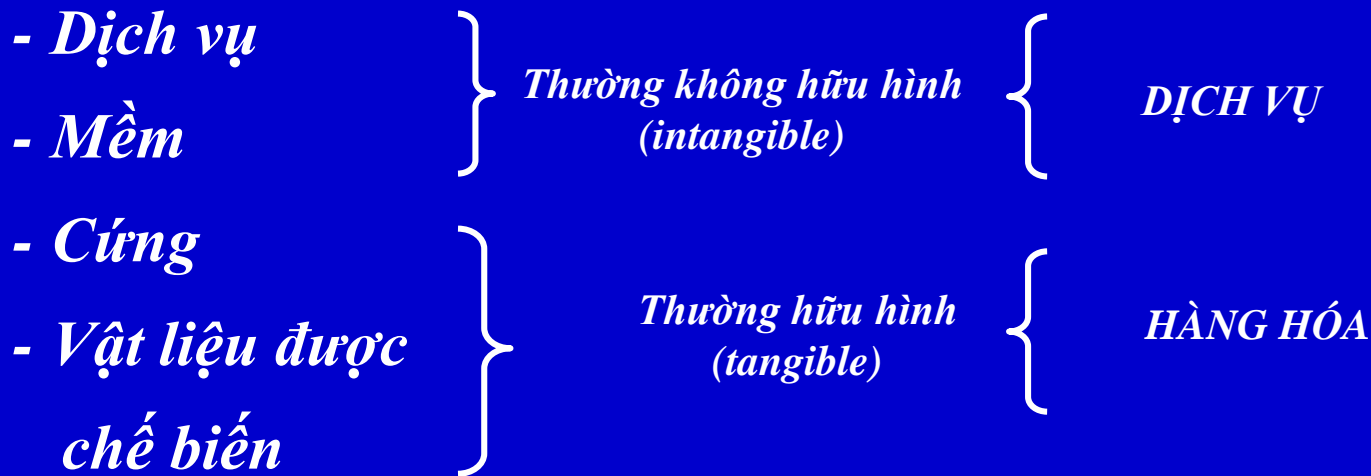 - Dịch vụ
- Mềm
- Cứng
- Vật liệu được
chế biến
Thường không hữu hình
(intangible)
Thường hữu hình
(tangible)
DỊCH VỤ
HÀNG HÓA